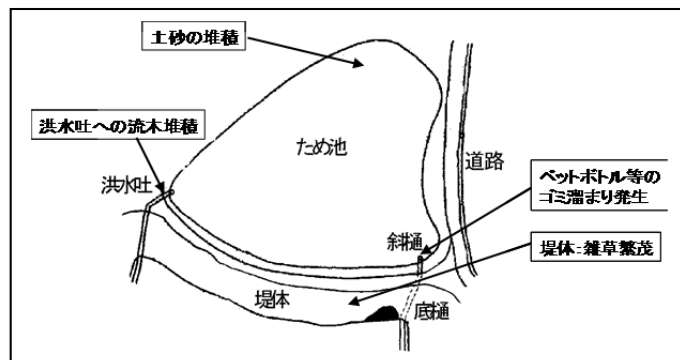 土砂の堆積
洪水吐への流木堆積
ため池
道路
洪水吐
ペットボトル等の
ゴミ溜まり発生
斜樋
堤体:雑草繁茂
堤体
底樋